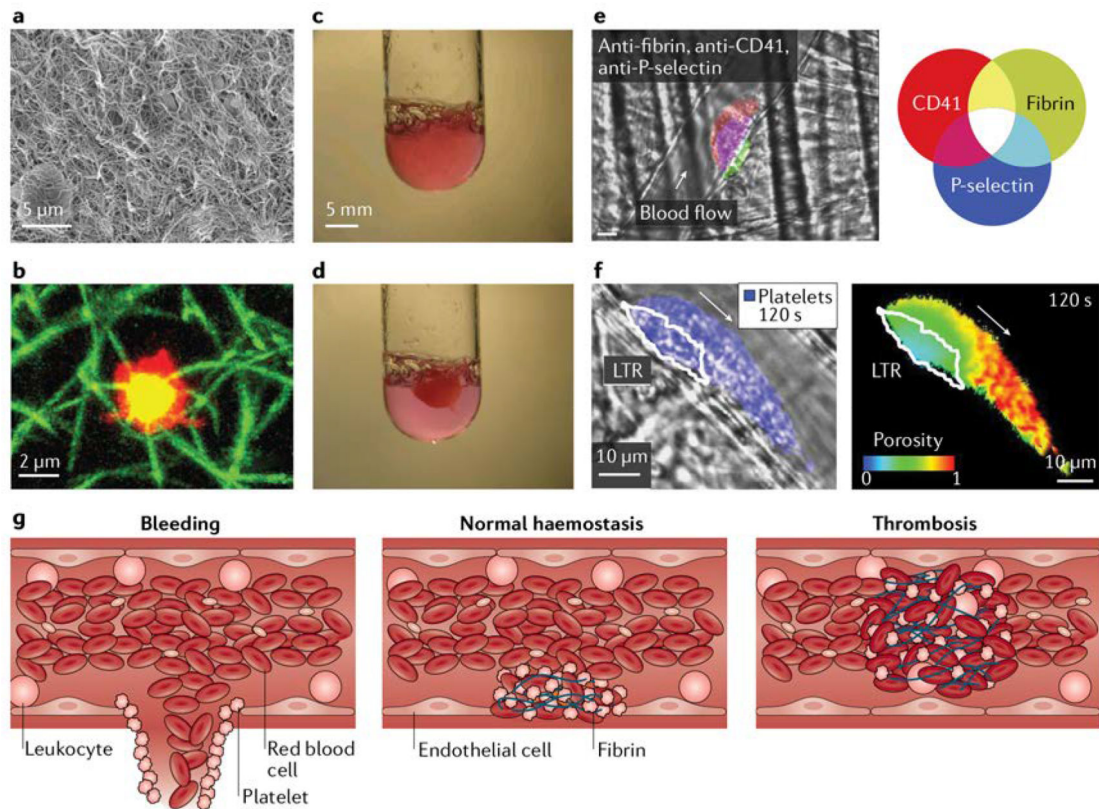 a
5 µm
b
2 µm
c
5 mm
d
e
Anti-fibrin, anti-CD41,
anti-P-selectin
Blood flow
CD41
Fibrin
P-selectin
f
Platelets
120 s
LTR
10 µm
120 s
LTR
Porosity
0
1
10 µm
g
Bleeding
Leukocyte
Red blood
cell
Platelet
Normal haemostasis
Endothelial cell
Fibrin
Thrombosis